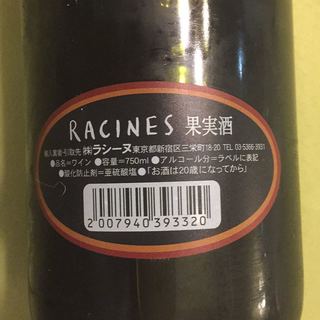 RACINES 果実酒
輸入業者・引取先 ㈱ラシーヌ東京都新宿区三栄町18-20 TEL 03-5366-3931
●品名=ワイン ●容量=750ml ●アルコール分=ラベルに表記
●酸化防止剤=亜硫酸塩 ●「お酒は20歳になってから」
2007940393320